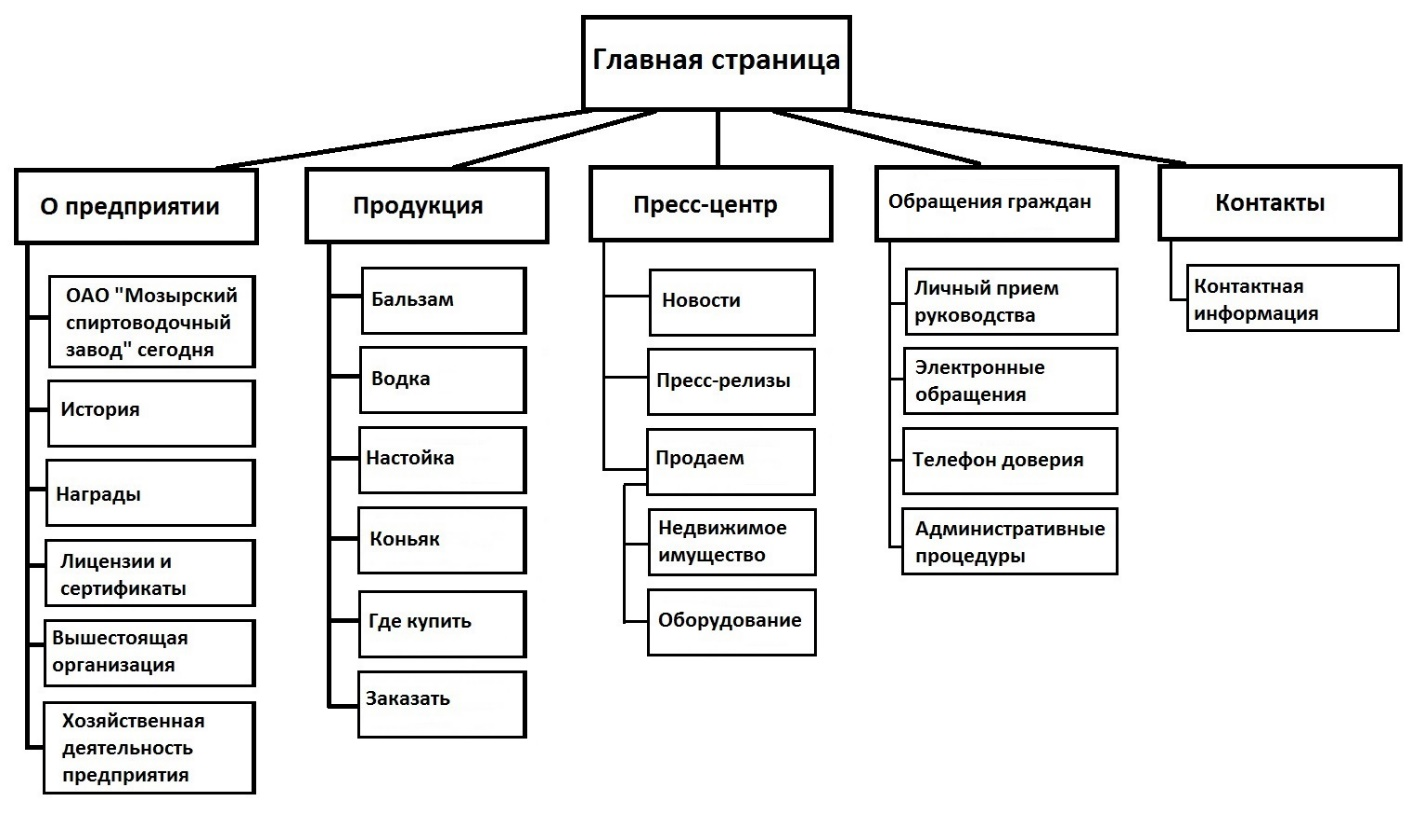 Главная страница
О предприятии
ОАО "Мозырский
спиртоводочный
завод" сегодня
История
Награды
Лицензии и
сертификаты
Вышестоящая
организация
Хозяйственная
деятельность
предприятия
Продукция
Бальзам
Водка
Настойка
Коньяк
Где купить
Заказать
Пресс-центр
Новости
Пресс-релизы
Продаем
Недвижимое
имущество
Оборудование
Обращения граждан
Личный прием
руководства
Электронные
обращения
Телефон доверия
Административные
процедуры
Контакты
Контактная
информация